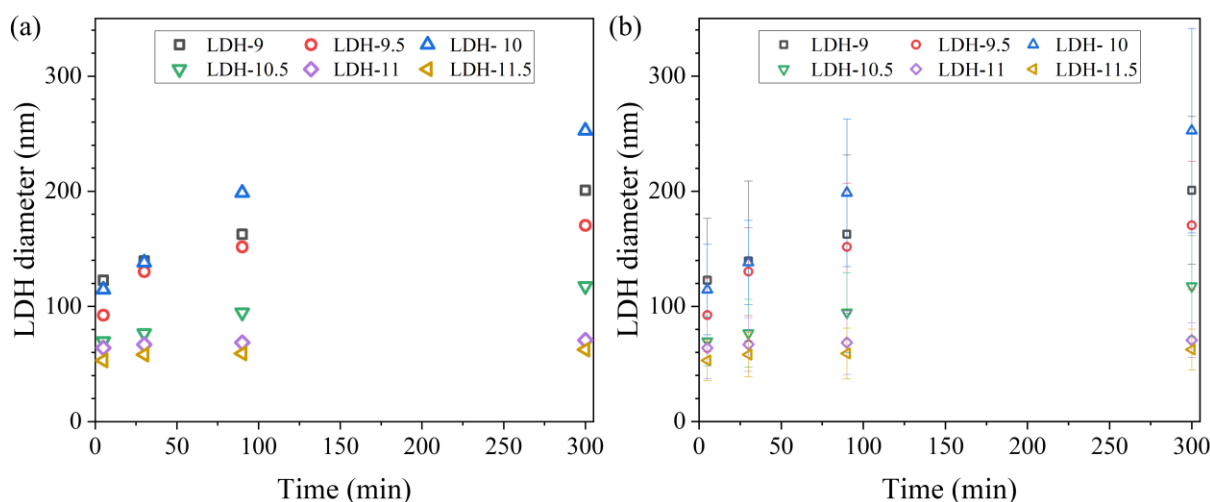 (a)
LDH-9 LDH-9.5 LDH- 10
LDH-10.5 LDH-11 LDH-11.5
300
200
100
0
LDH diameter (nm)
0 50 100 150 200 250 300
Time (min)
(b)
LDH-9 LDH-9.5 LDH- 10
LDH-10.5 LDH-11 LDH-11.5
300
200
100
0
LDH diameter (nm)
0 50 100 150 200 250 300
Time (min)